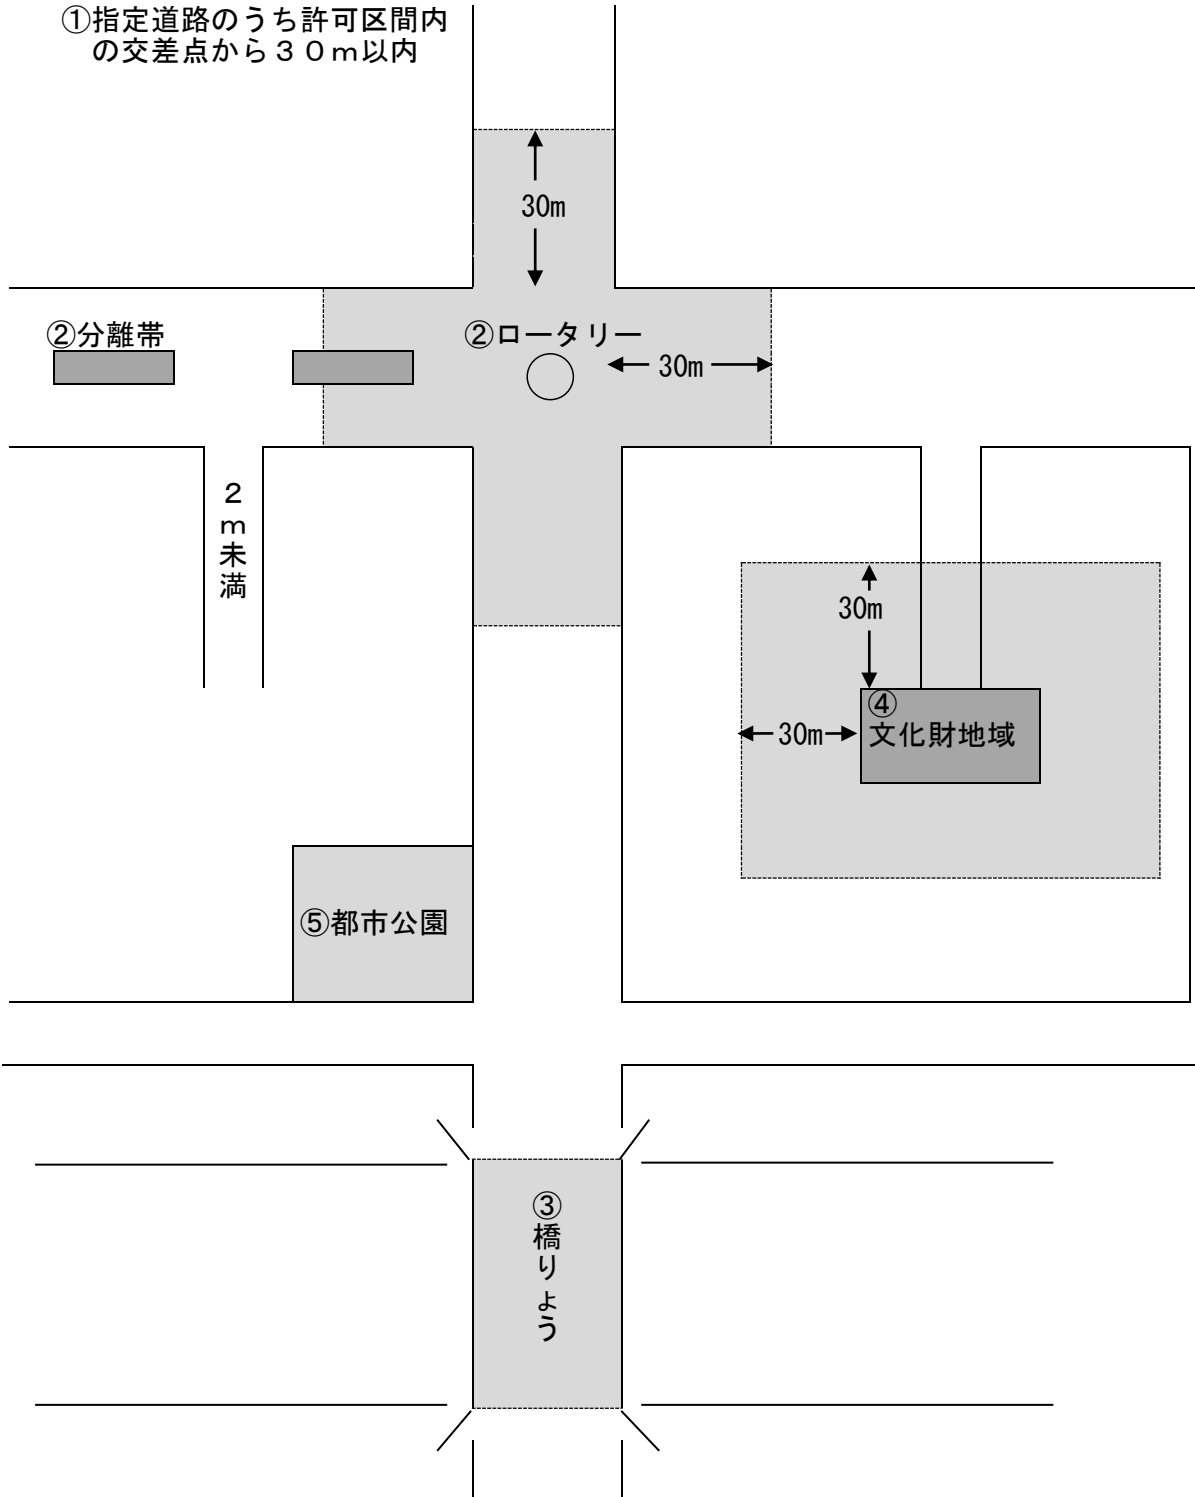 ①指定道路のうち許可区間内
の交差点から３０ｍ以内
30m
②分離帯
②ロータリー
30m
２ｍ未満
30m
④
文化財地域
30m
⑤都市公園
③橋りょう